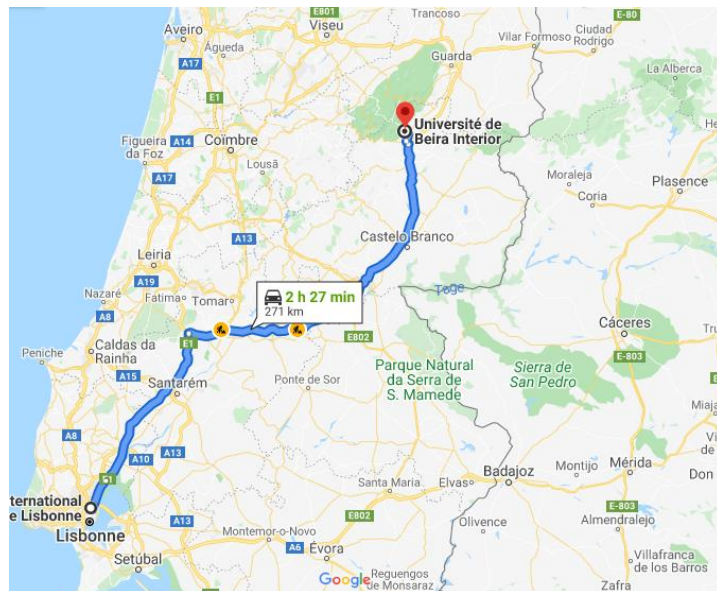 E801
Viseu
Trancoso
Aveiro
Águeda
Vilar Formoso
Ciudad
Rodrigo
E-80
A25
A17
Guarda
E1
La Alberca
Université de
Beira Interior
Figueira
da Foz
A14
Coïmbre
Lousã
A17
Moraleja
Plasence
Coria
A13
Castelo Branco
Leiria
A19
Fatima
Tomar
2 h 27 min
271 km
Nazaré
A8
Toge
Cáceres
E1
E802
E-803
Peniche
Caldas da
Rainha
A15
Santarém
Ponte de Sor
Parque Natural
da Serra de
S. Mamede
Sierra de
San Pedro
A8
A13
A10
Santa Maria
Elvas
Badajoz
Montijo
Mérida
Don
ternational
e Lisbonne
Lisbonne
A13
E802
Olivence
E-803
Almendralejo
Montemor-o-Novo
A6
Évora
Setúbal
Villafranca
de los Barros
Google
Reguengos
de Monsaraz
Zafra